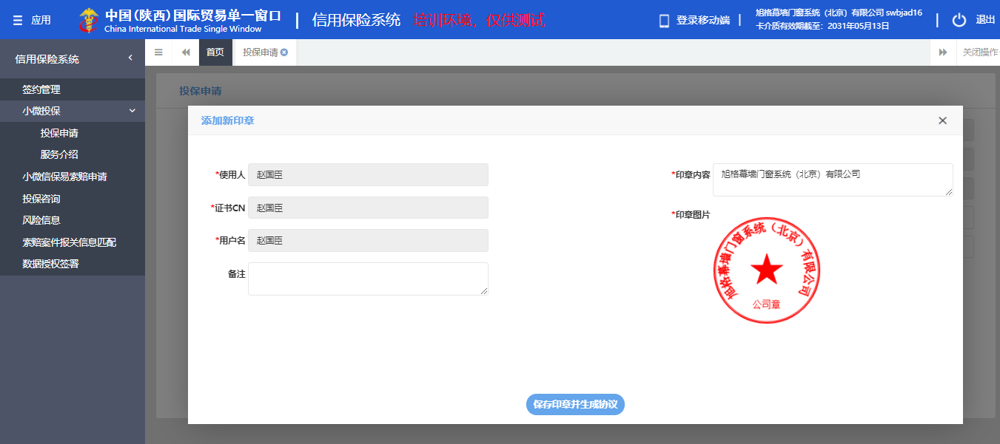 应用
中国(陕西)国际贸易单一窗口
China International Trade Single Window
信用保险系统
培训环境，仅供测试
登录移动端
旭格幕墙门窗系统（北京）有限公司 swbjad16
卡介质有效期截至：2031年05月13日
退出
信用保险系统
首页
投保申请
关闭操作
签约管理
小微投保
投保申请
服务介绍
小微信保易索赔申请
投保咨询
风险信息
索赔案件报关信息匹配
数据授权签署
投保申请
添加新印章
*使用人 赵国臣
*印章内容 旭格幕墙门窗系统（北京）有限公司
*证书CN 赵国臣
*印章图片
*用户名 赵国臣
备注
旭格幕墙门窗系统（北京）有限公司
公司章
保存印章并生成协议